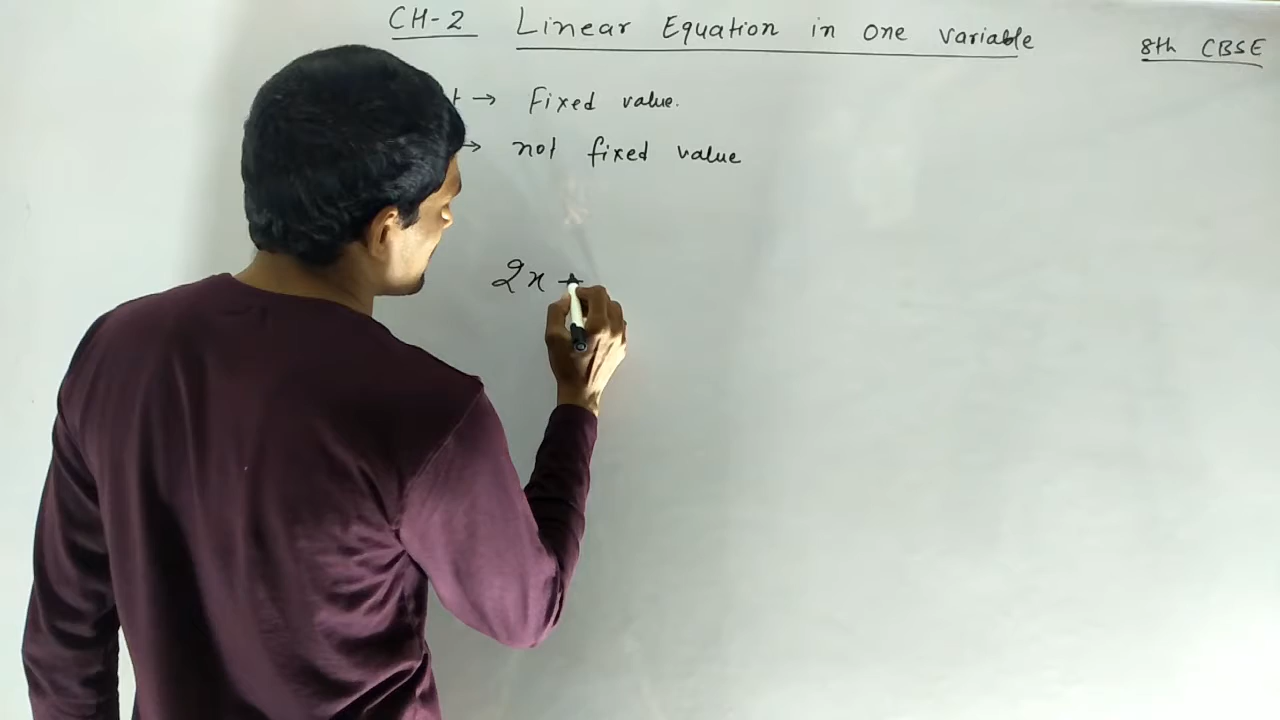 CH-2 Linear Equation in one variable
8th CBSE
t → Fixed value.
→ not fixed value
2x +